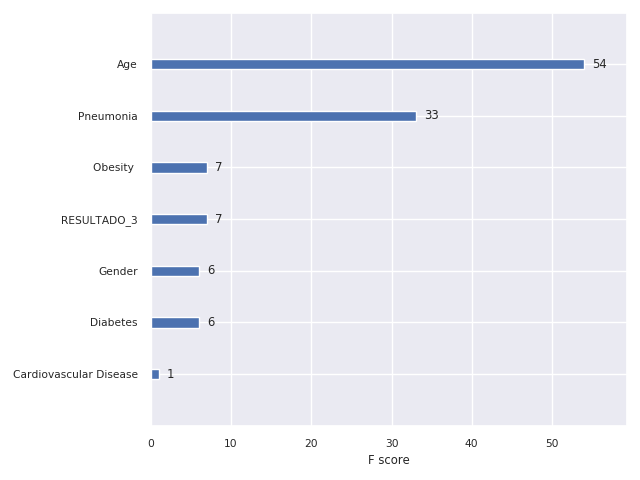 Age 54
Pneumonia 33
Obesity 7
RESULTADO_3 7
Gender 6
Diabetes 6
Cardiovascular Disease 1
0 10 20 30 40 50
F score